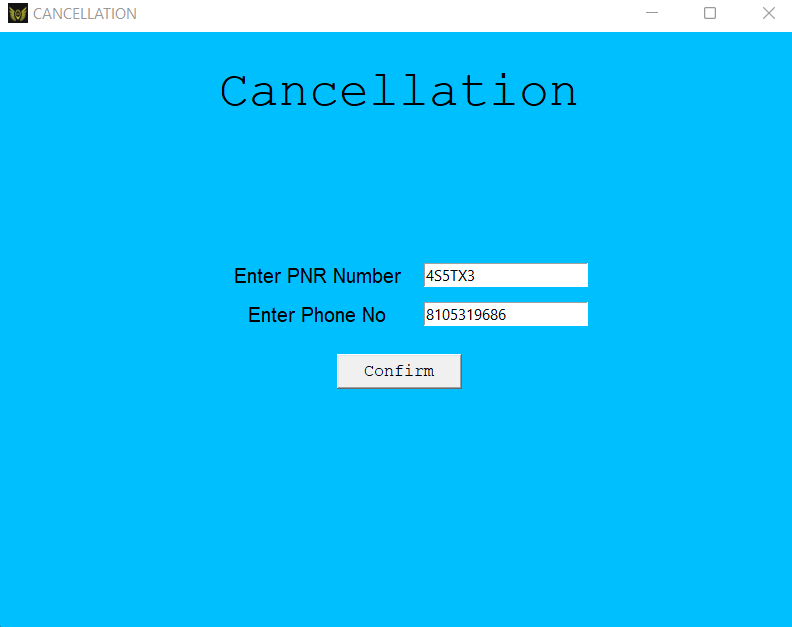 CANCELLATION
Cancellation
Enter PNR Number 4S5TX3
Enter Phone No 8105319686
Confirm